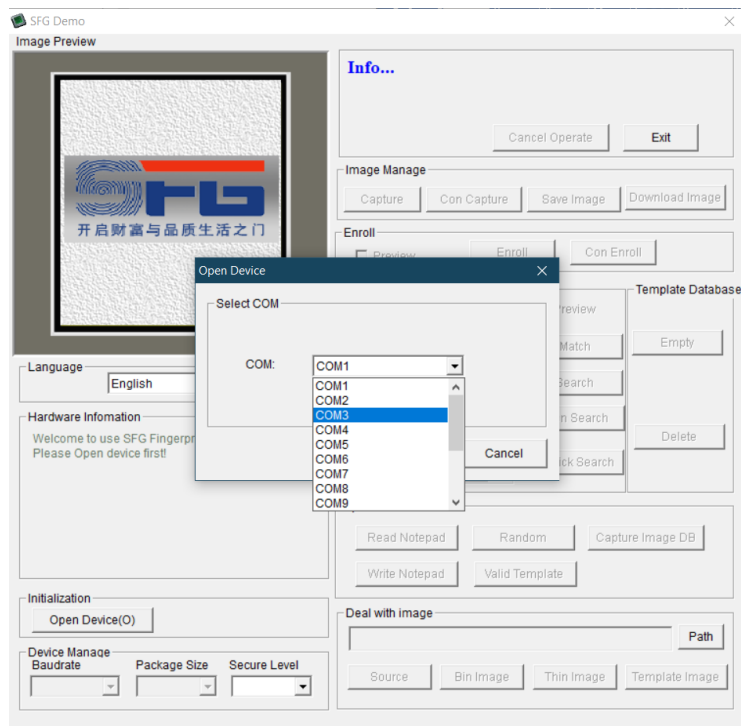 SFG Demo
Image Preview
SFG
开启财富与品质生活之门
Info...
Cancel Operate
Exit
Image Manage
Capture
Con Capture
Save Image
Download Image
Enroll
Preview
Enroll
Con Enroll
Template Database
Empty
Delete
Open Device
Select COM
COM:
COM1
COM1
COM2
COM3
COM4
COM5
COM6
COM7
COM8
COM9
Cancel
Match
Search
Language
English
Hardware Infomation
Welcome to use SFG
Please Open device first!
Read Notepad
Random
Capture Image DB
Write Notepad
Valid Template
Initialization
Open Device(O)
Device Manage
Baudrate
Package Size
Secure Level
Deal with image
Path
Source
Bin Image
Thin Image
Template Image